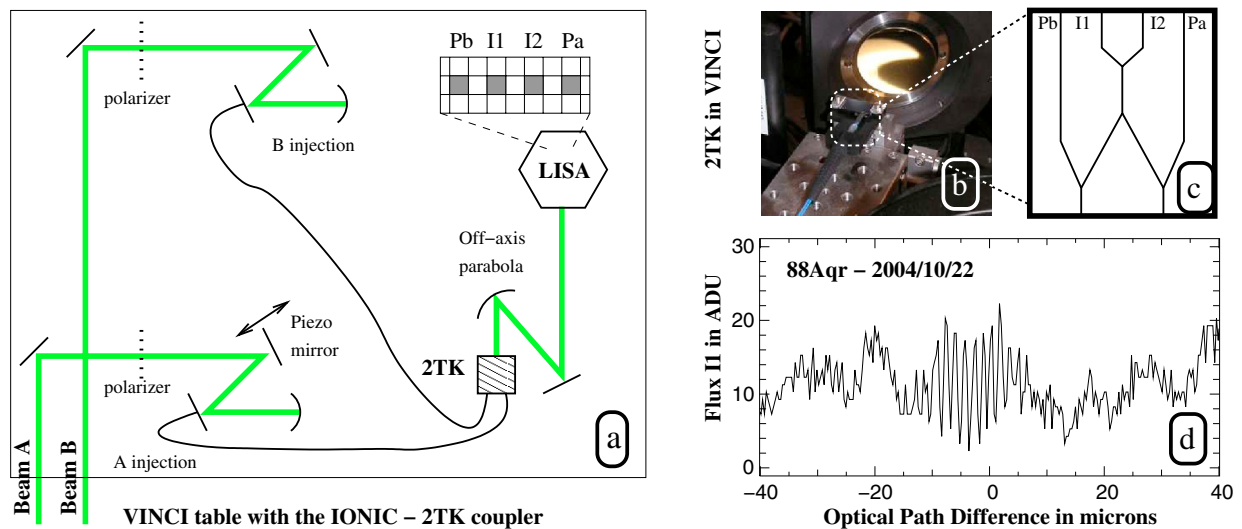 Pb I1 I2 Pa
polarizer
B injection
LISA
Off-axis
parabola
Piezo
mirror
2TK
polarizer
A injection
Beam A
Beam B
a
VINCI table with the IONIC - 2TK coupler
2TK in VINCI
b
Pb I1 I2 Pa
c
Flux I1 in ADU
30
20
10
0
88Aqr - 2004/10/22
d
-40 -20 0 20 40
Optical Path Difference in microns